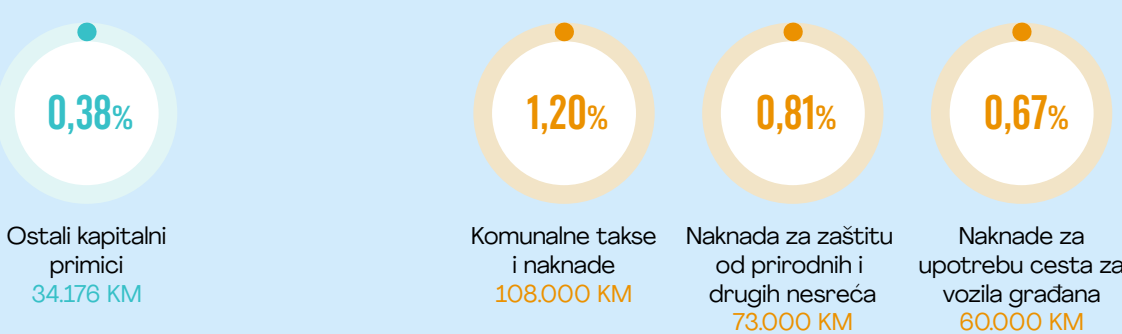 0,38%
Ostali kapitalni
primici
34.176 KM
1,20%
Komunalne takse
i naknade
108.000 KM
0,81%
Naknada za zaštitu
od prirodnih i
drugih nesreća
73.000 KM
0,67%
Naknade za
upotrebu cesta za
vozila građana
60.000 KM